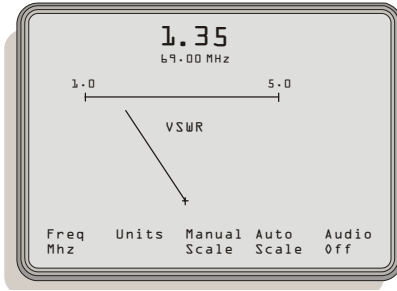 1.35
69.00 MHz
1.0 5.0
VSWR
Freq Units Manual Auto Audio
Mhz Scale Scale Off